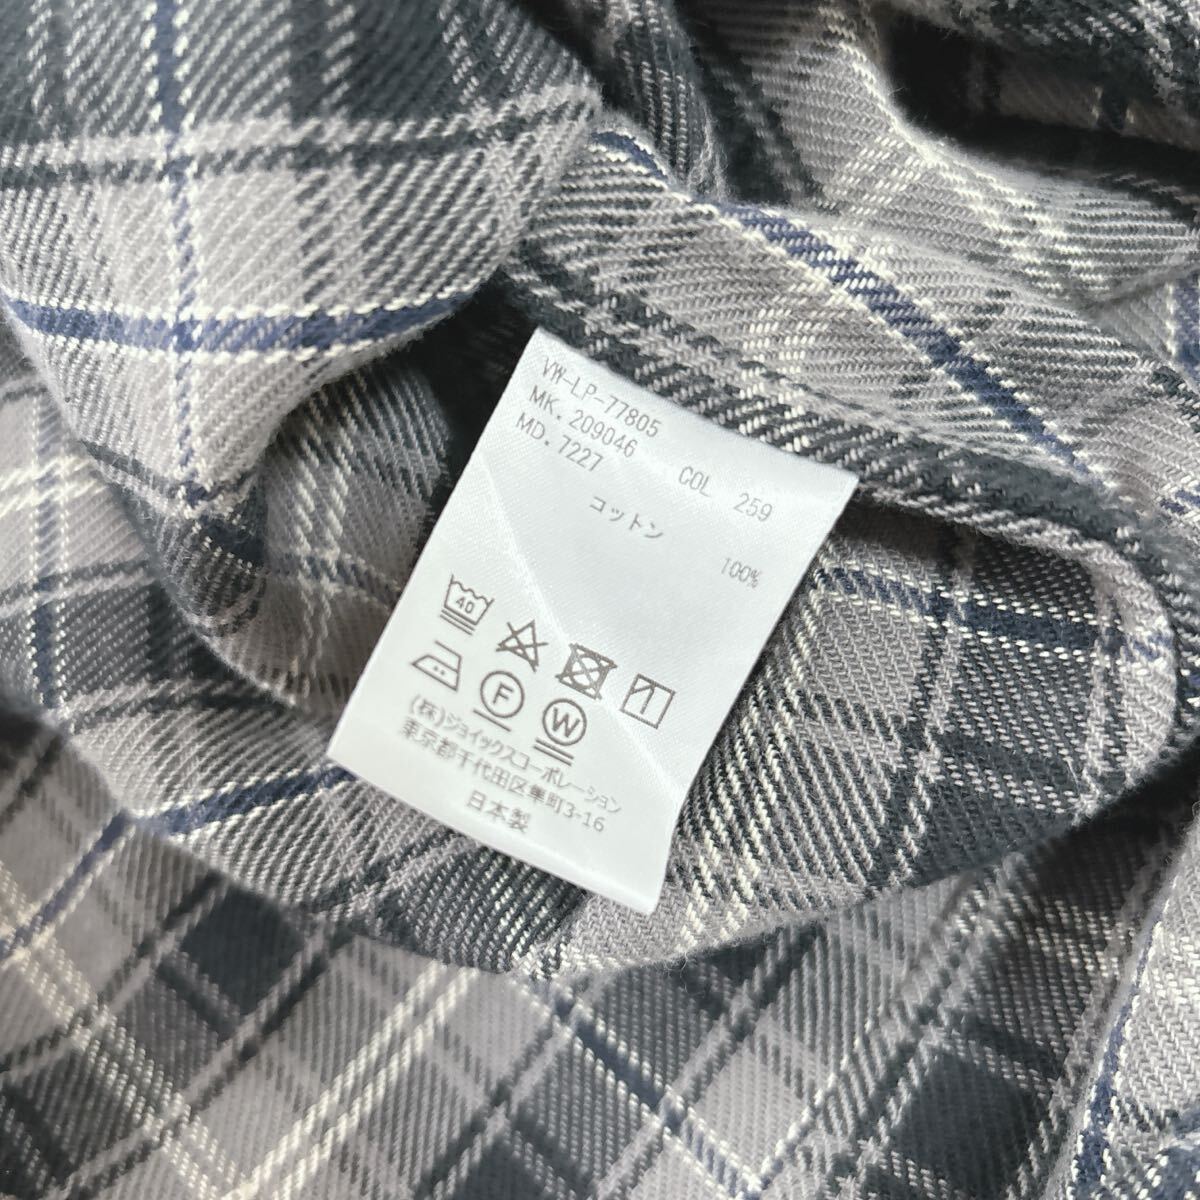 VW-LP-77805
MK. 209046 COL 259
MD. 7227
コットン 100%
40
F W
(株)ジョイックスコーポレーション
東京都千代田区隼町3-16
日本製